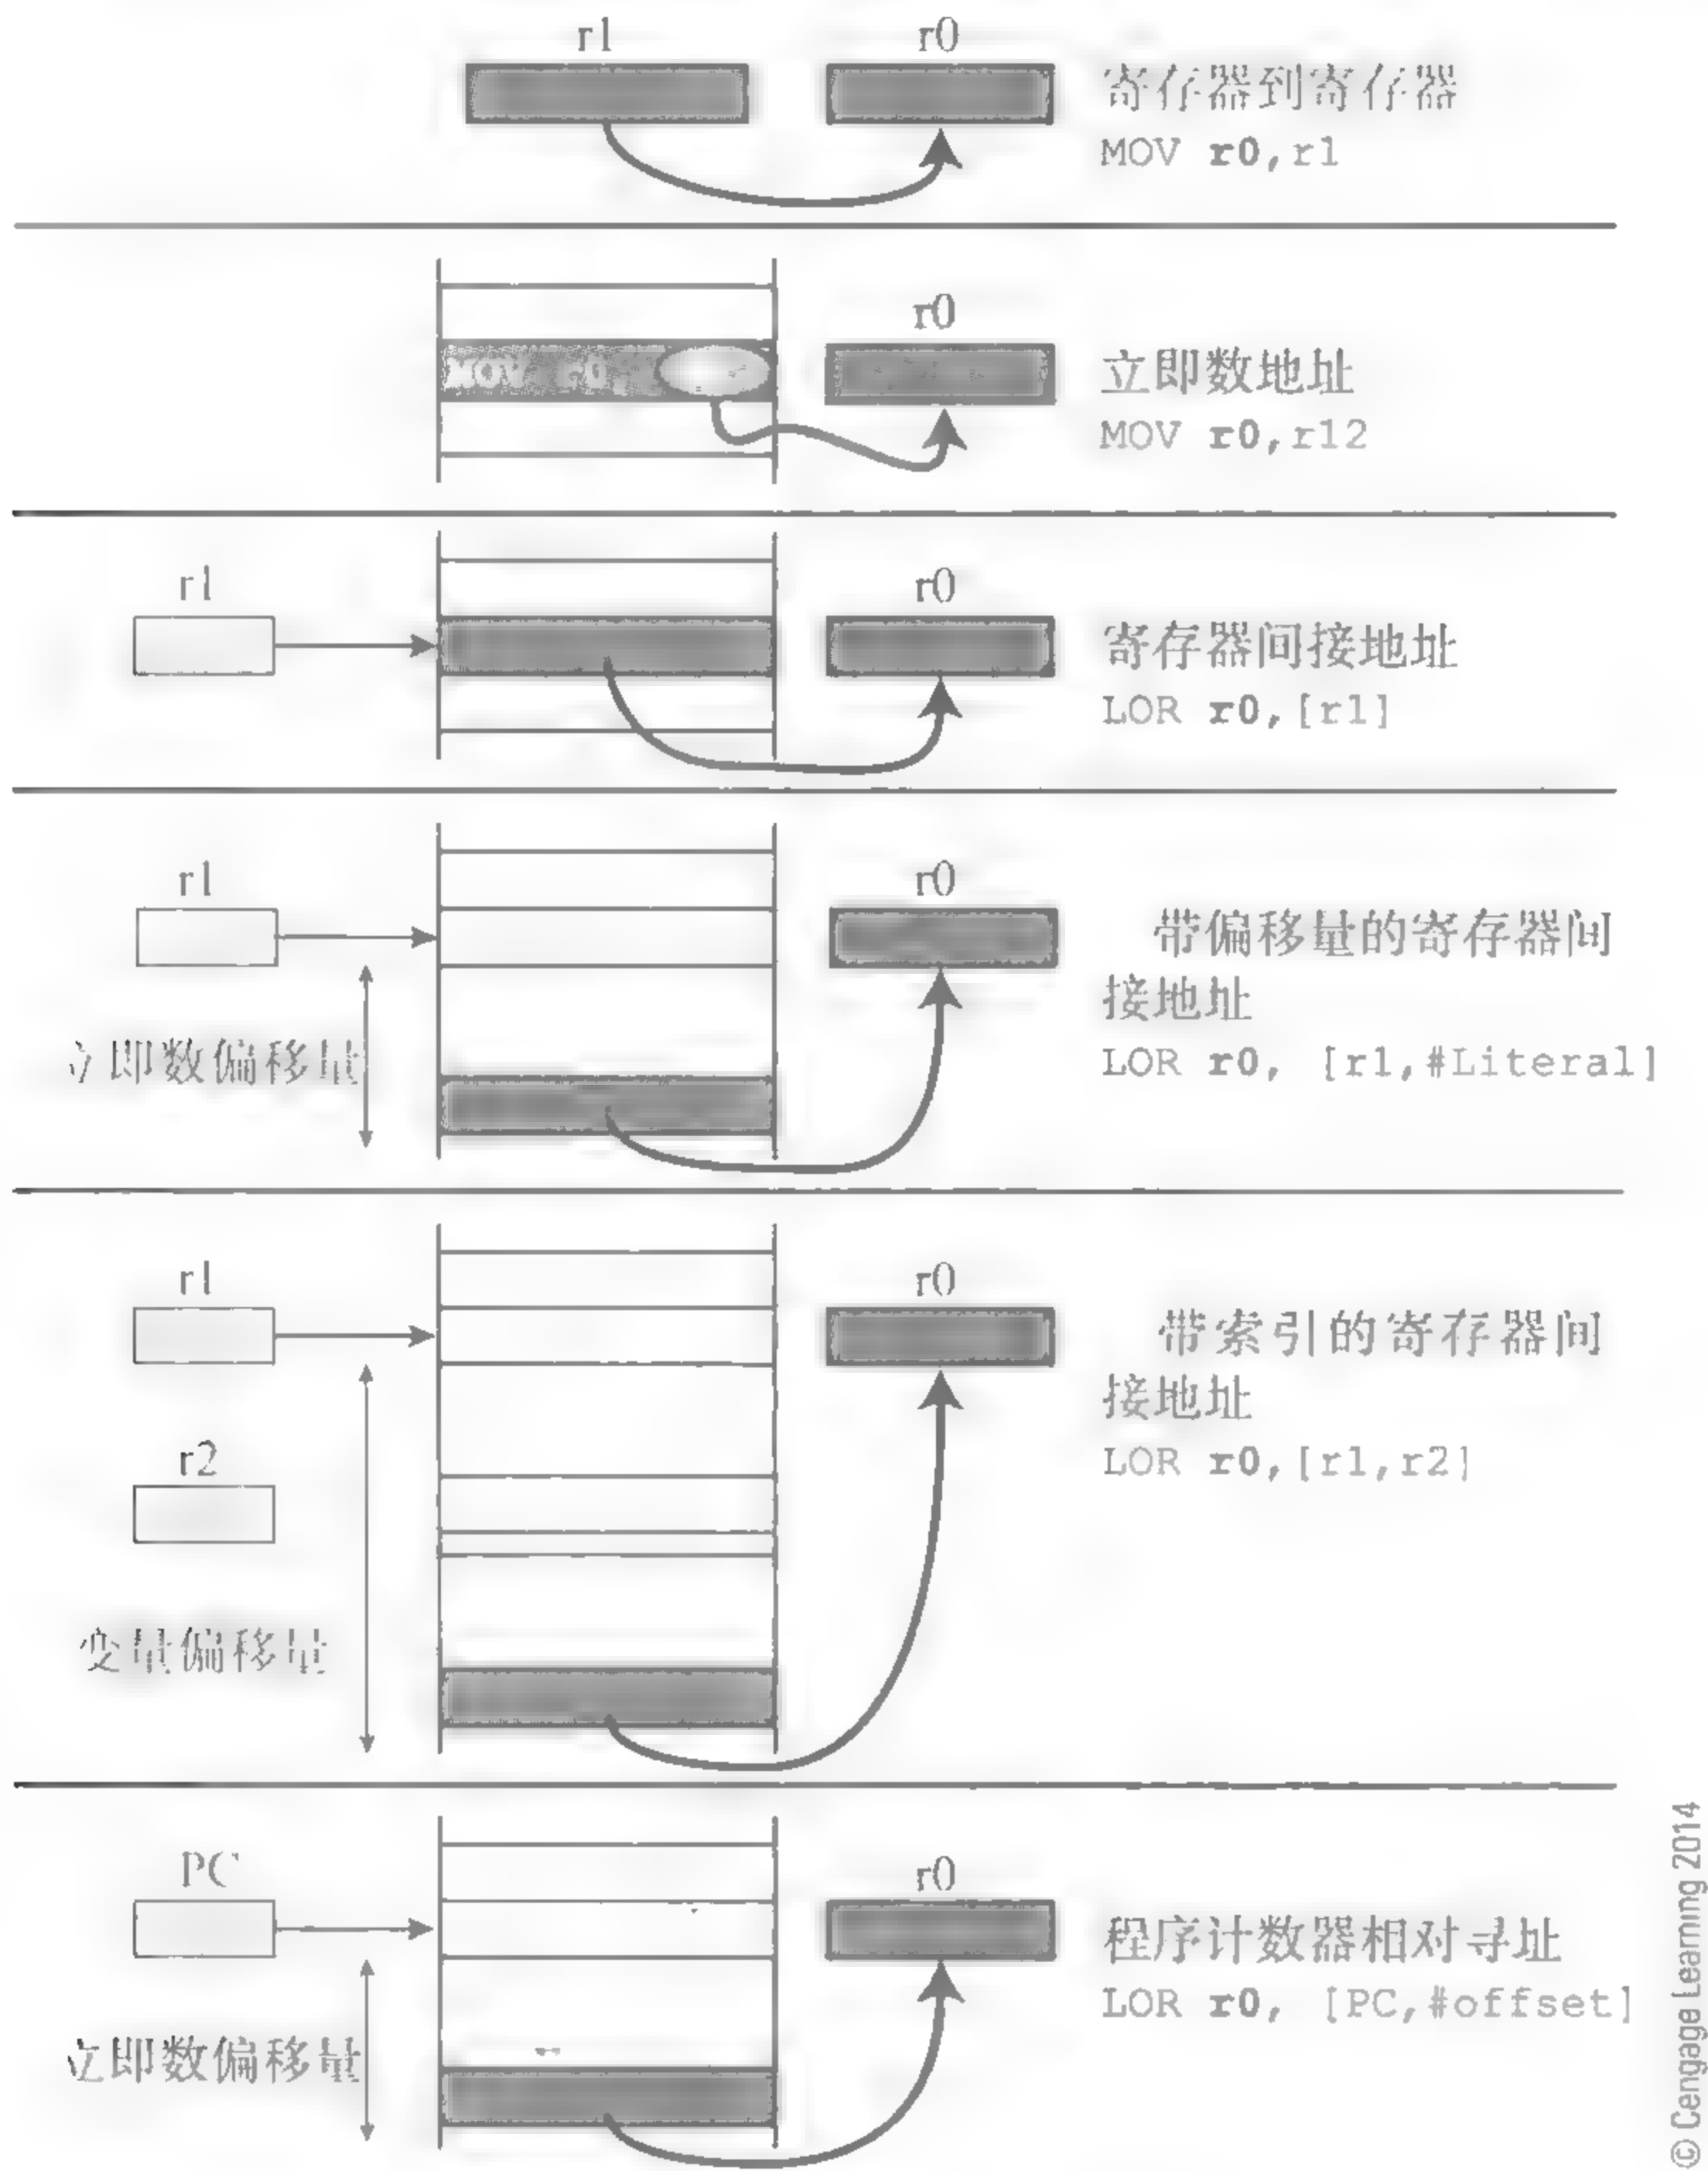 r1 r0
寄存器到寄存器
MOV r0,r1
r0
MOV r0,
立即数地址
MOV r0,r12
r1 r0
寄存器间接地址
LOR r0,[r1]
r1 r0
带偏移量的寄存器间
接地址
立即数偏移量
LOR r0, [r1,#Literal]
r1 r0
带索引的寄存器间
接地址
r2
LOR r0,[r1,r2]
变量偏移量
PC r0
程序计数器相对寻址
LOR r0, [PC,#offset]
立即数偏移量
© Cengage Learning 2014